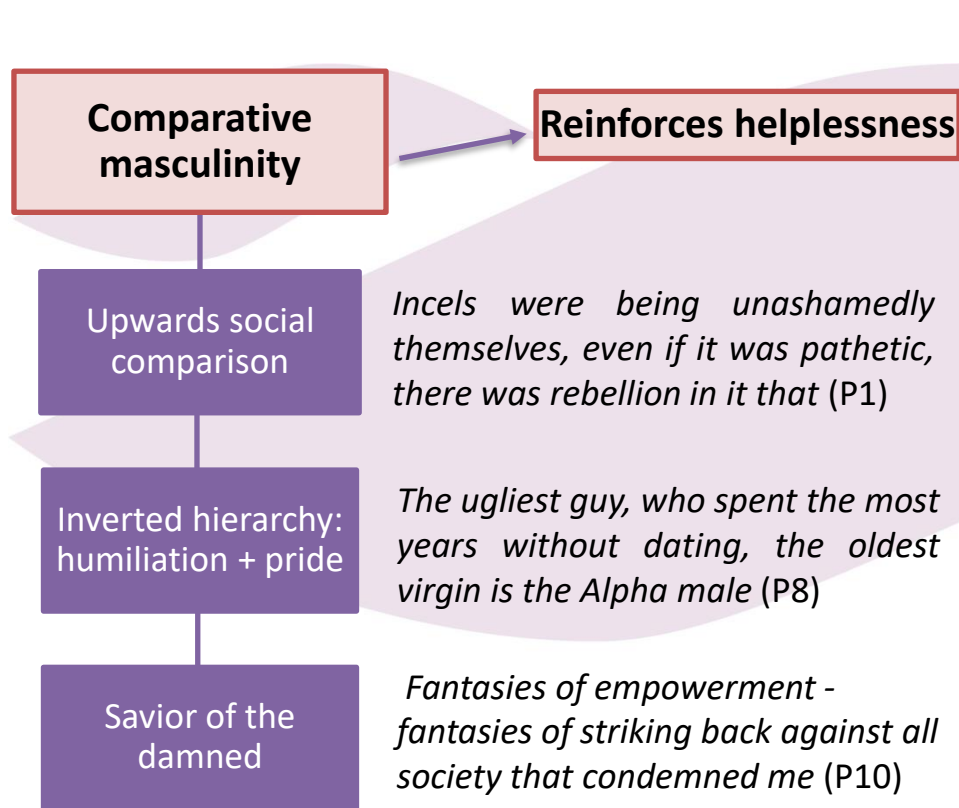 Comparative
masculinity
Reinforces helplessness
Upwards social
comparison
Incels were being unashamedly
themselves, even if it was pathetic,
there was rebellion in it that (P1)
Inverted hierarchy:
humiliation + pride
The ugliest guy, who spent the most
years without dating, the oldest
virgin is the Alpha male (P8)
Savior of the
damned
Fantasies of empowerment -
fantasies of striking back against all
society that condemned me (P10)